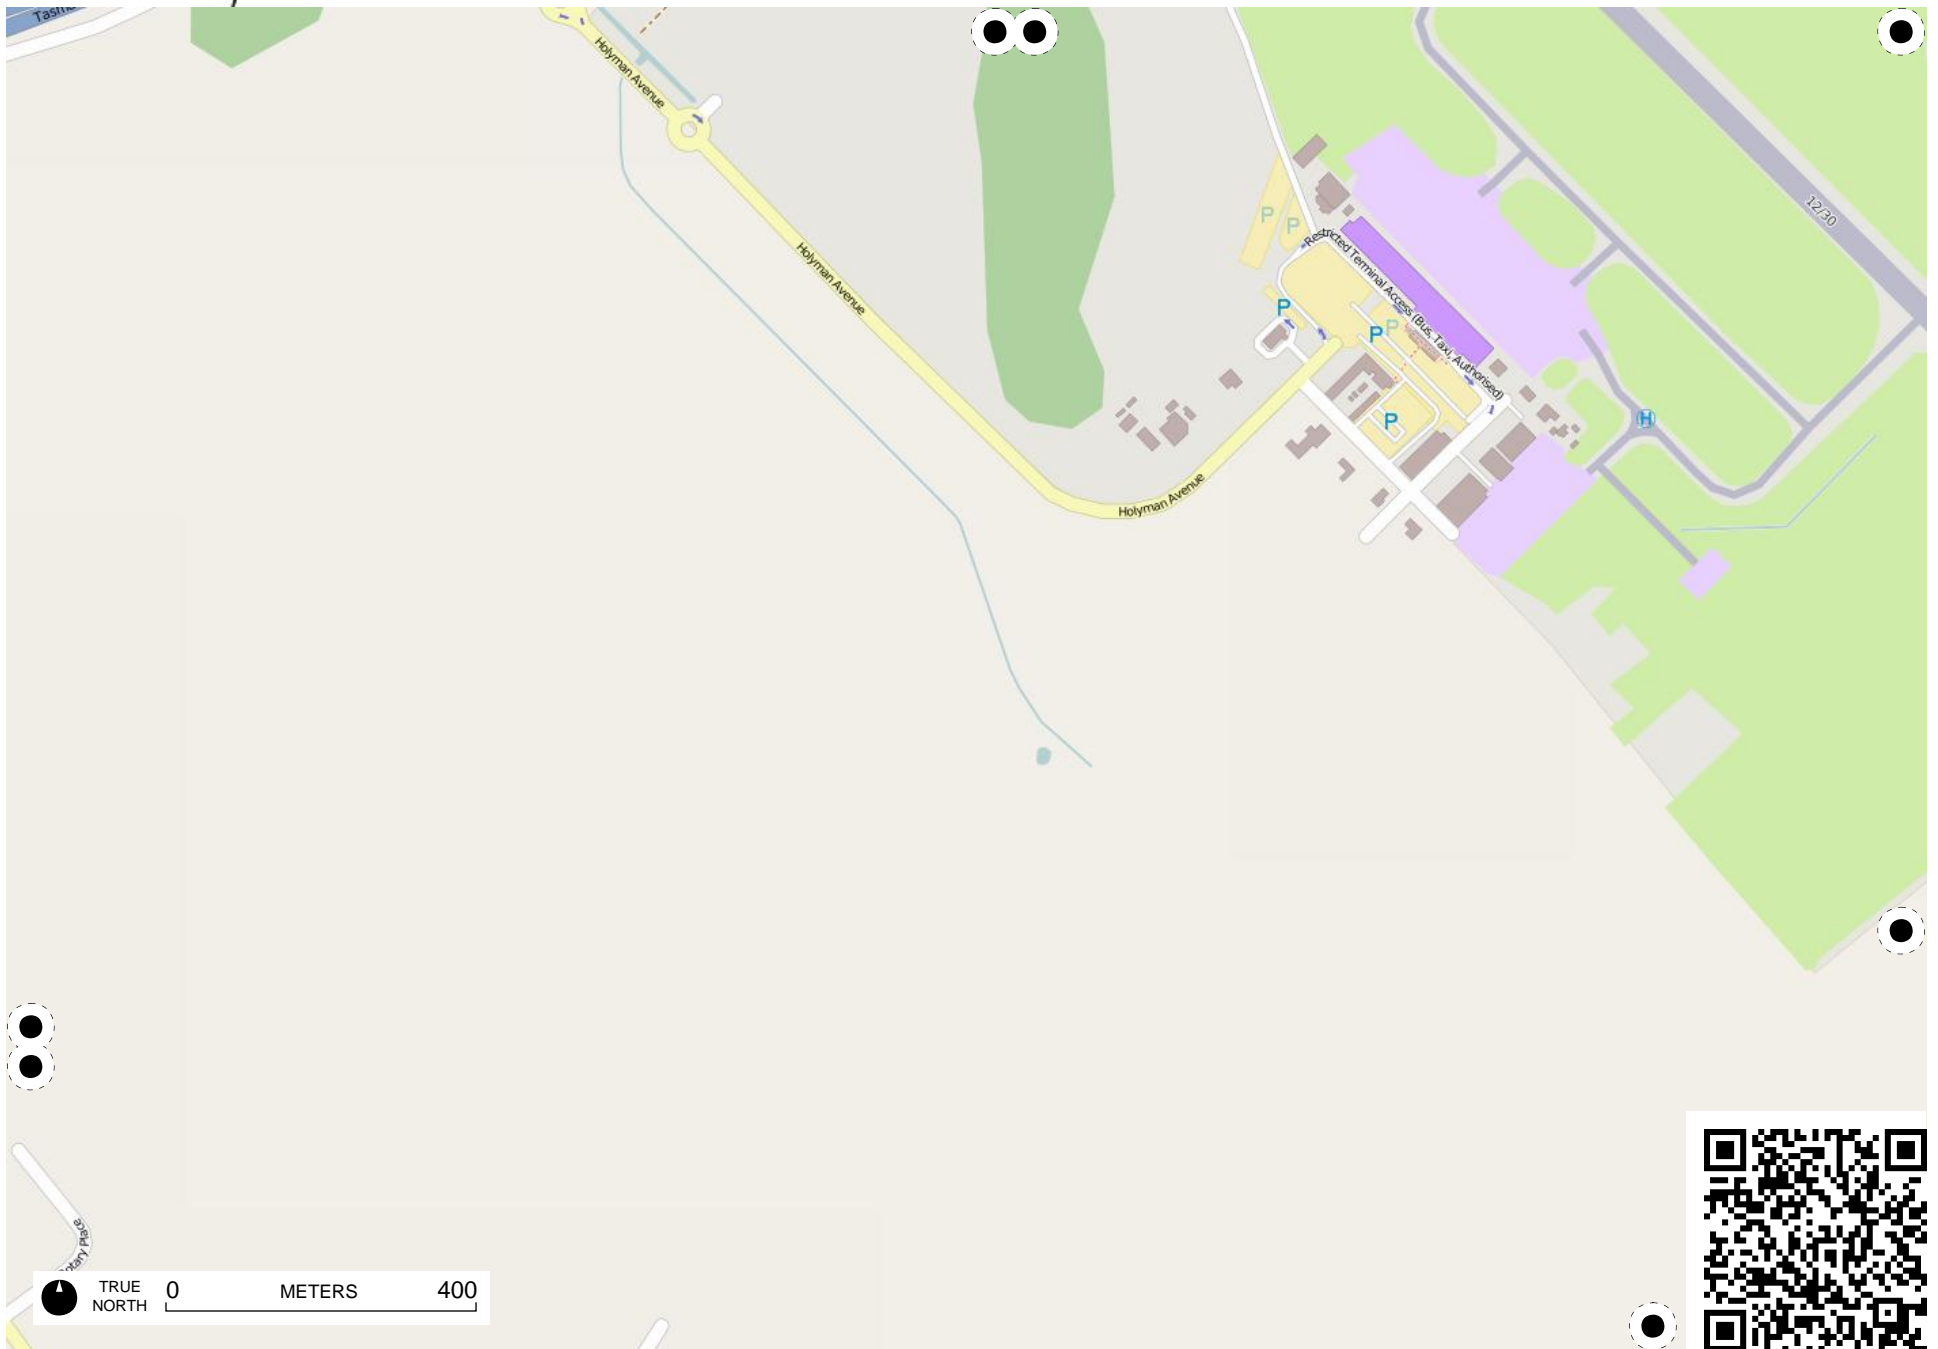 Holyman Avenue
12/30
Holyman Avenue
Restricted Terminal Access (Bus, Taxi, Authorised)
P
P
P
P
P
P
H
Holyman Avenue
TRUE NORTH
0 METERS 400